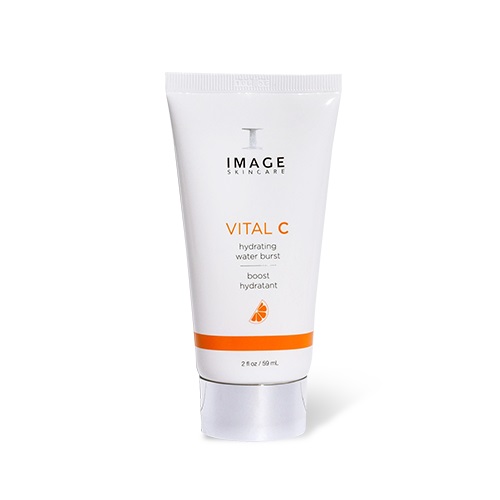 I
IMAGE
SKINCARE
VITAL C
hydrating
water burst
boost
hydratant
2 fl oz / 59 mL